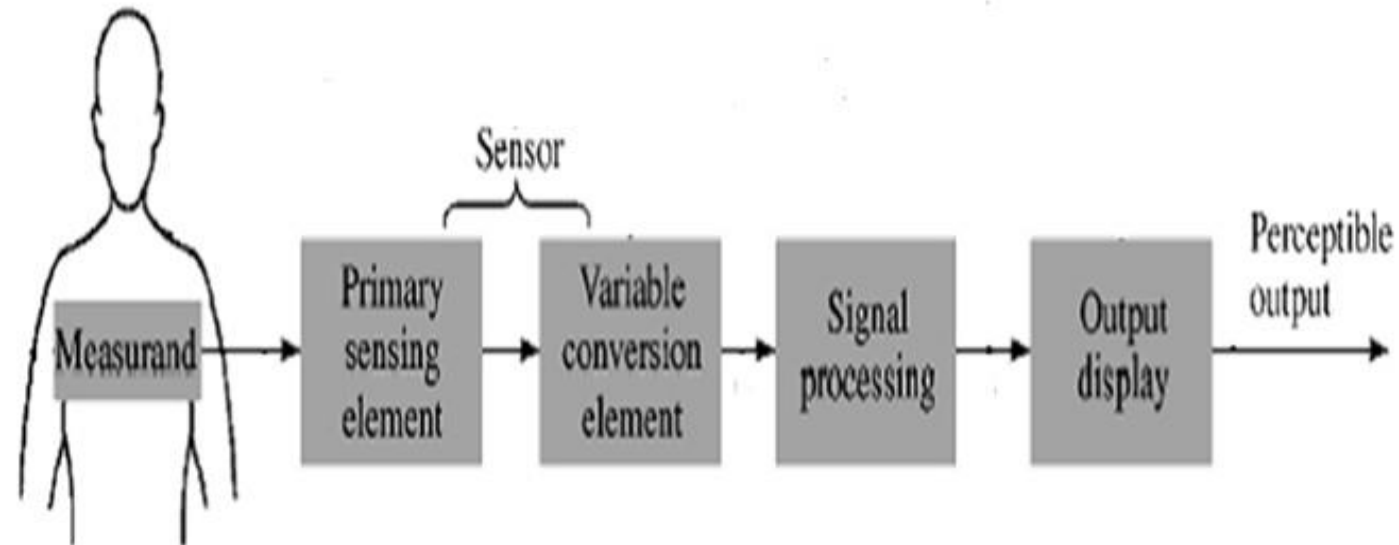 Sensor
Measurand
Primary
sensing
element
Variable
conversion
element
Signal
processing
Output
display
Perceptible
output